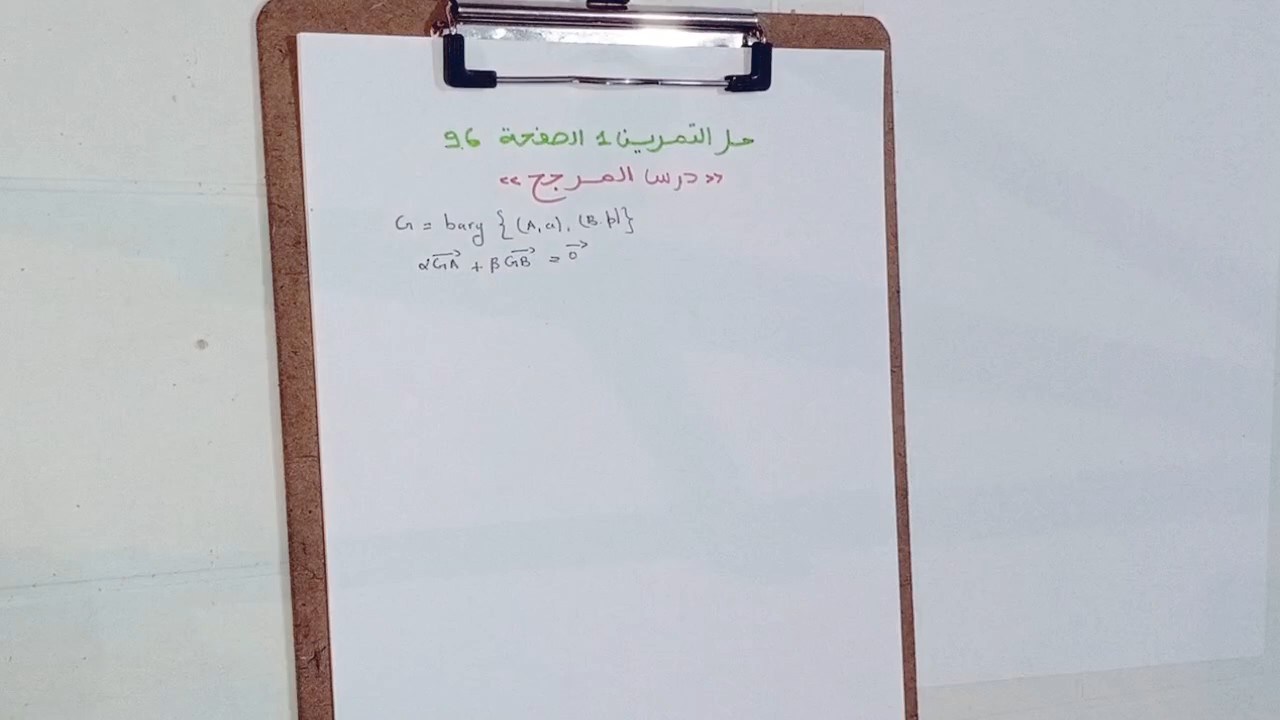 حل التمرين 1 الصفحة 96
«درس المرجح»
G = bary {(A, α), (B, β)}
αGA⃗ + βGB⃗ = 0⃗